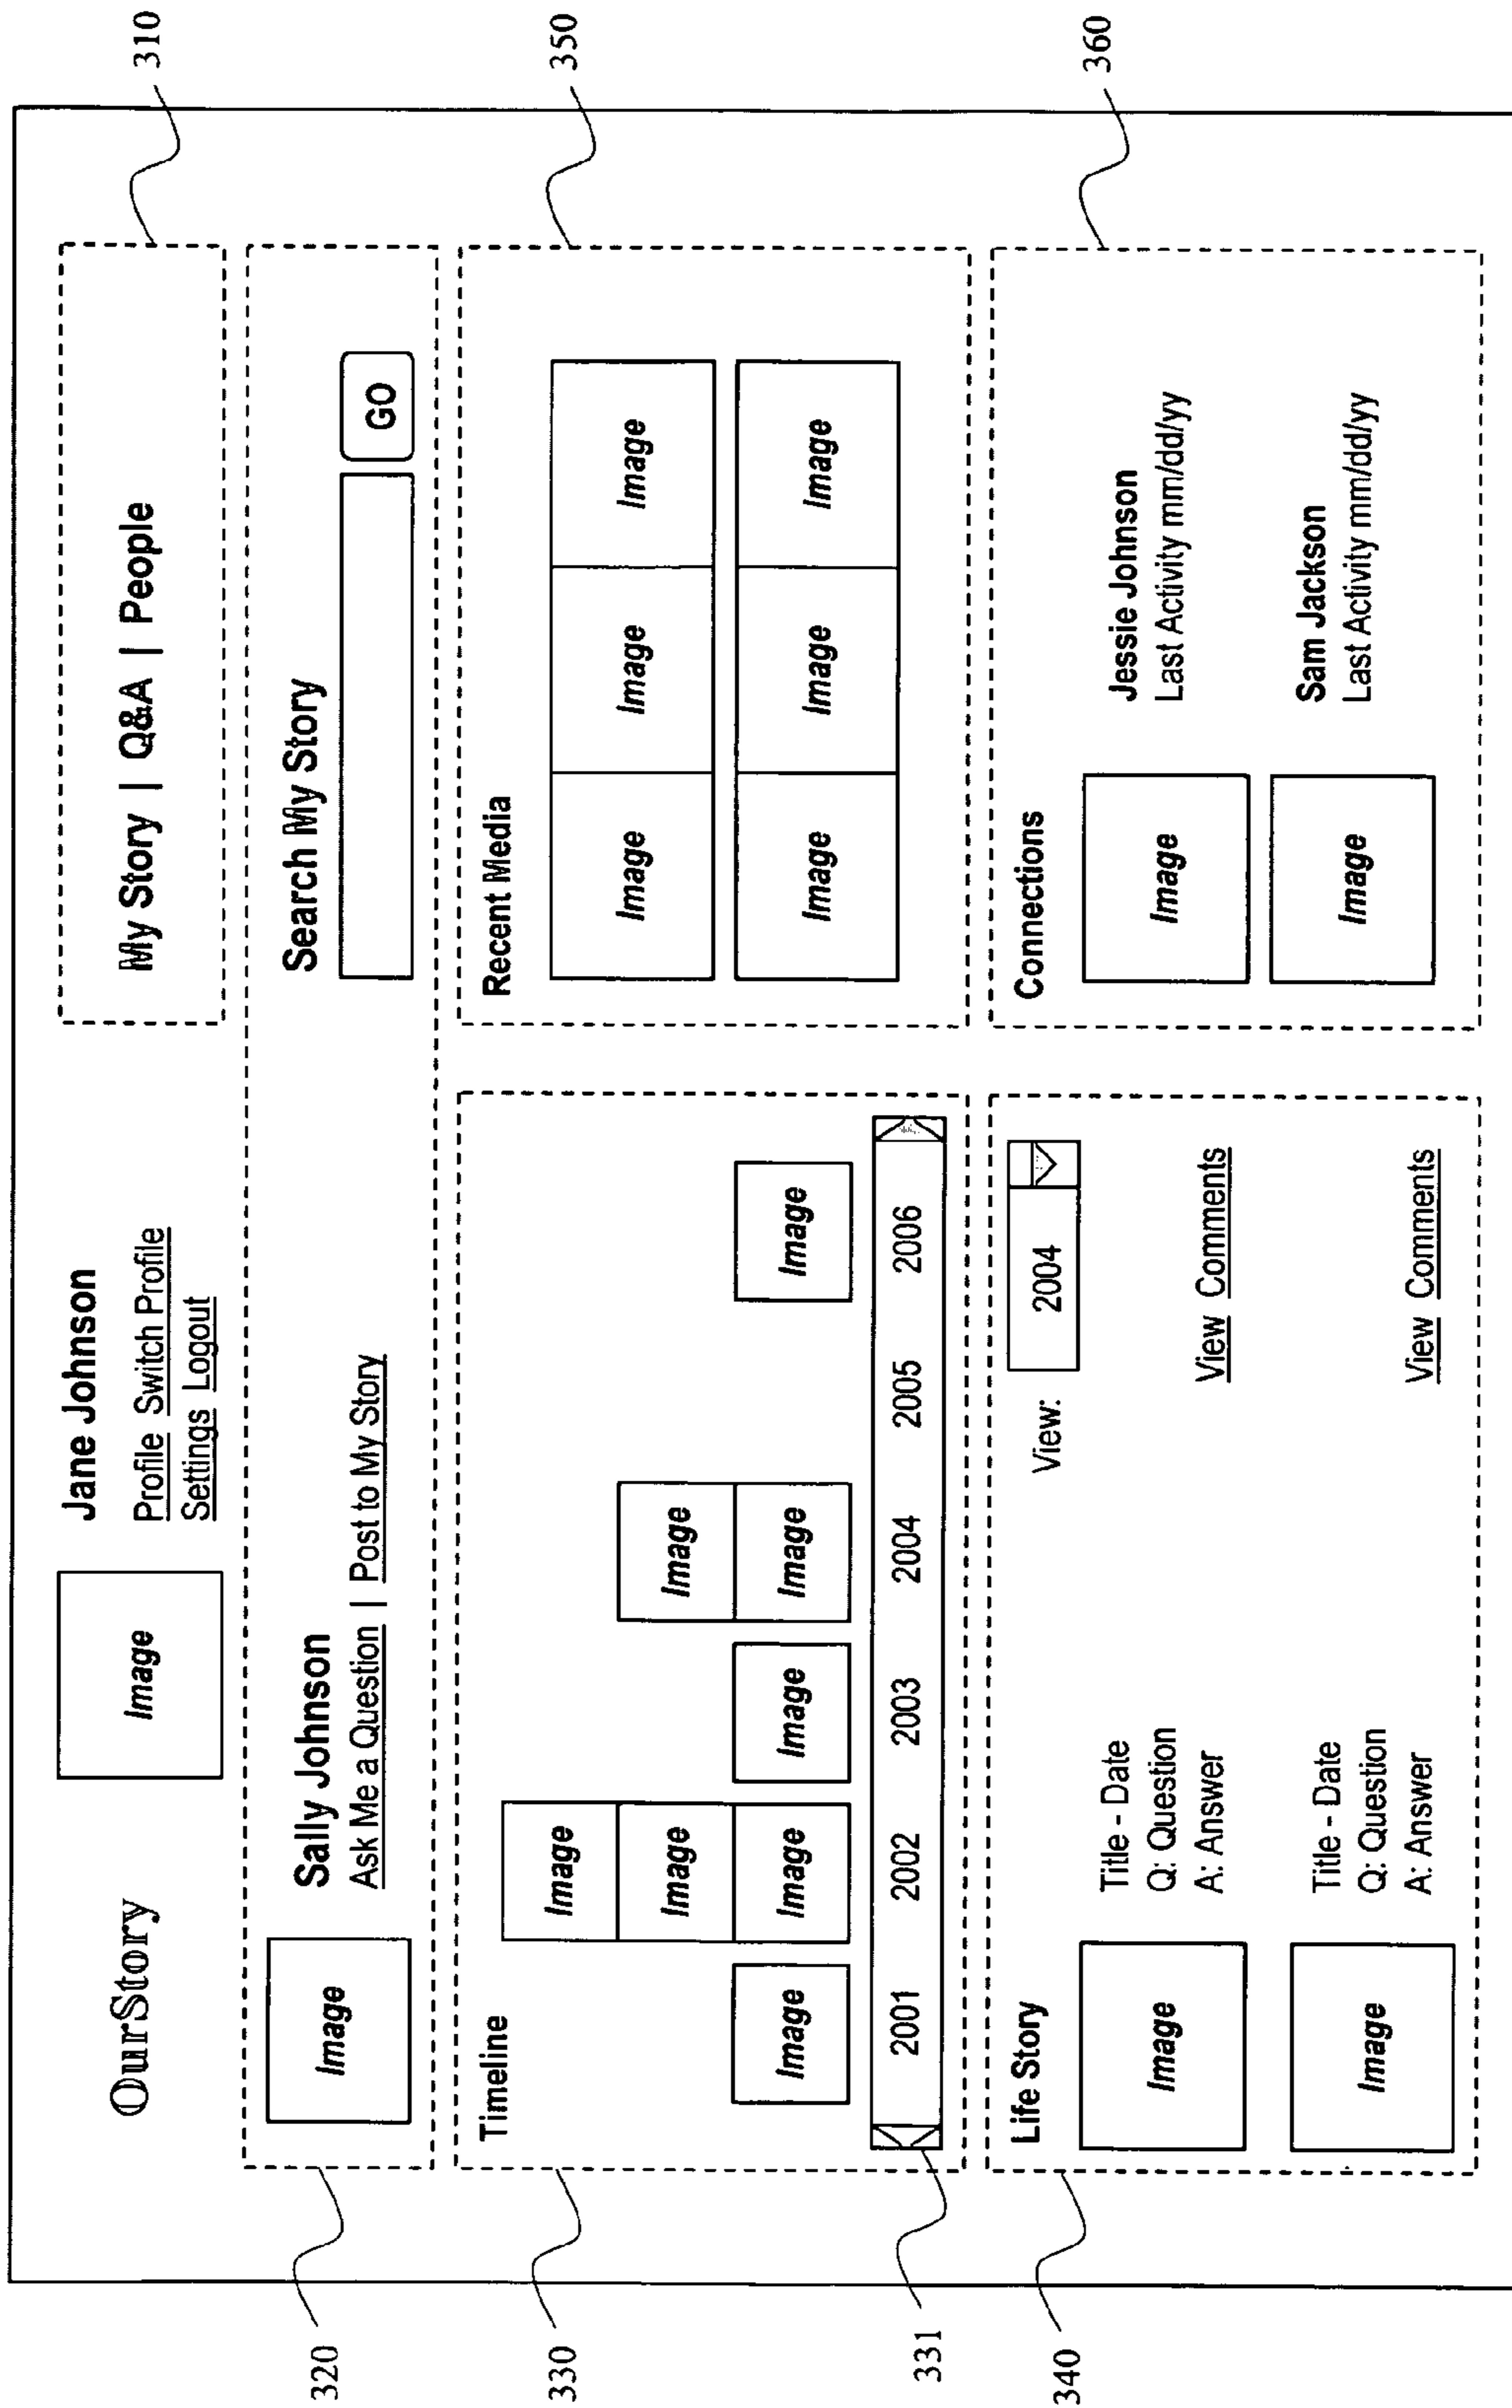 OurStory
Image
Jane Johnson
Profile Switch Profile
Settings Logout
My Story | Q&A | People
310
320
Image
Sally Johnson
Ask Me a Question | Post to My Story
Search My Story
GO
330
Timeline
Image
Image
Image
Image
Image
Image
Image
Image
2001 2002 2003 2004 2005 2006
331
350
Recent Media
Image Image Image
Image Image Image
340
Life Story
View: 2004
Image
Title - Date
Q: Question
A: Answer
View Comments
Image
Title - Date
Q: Question
A: Answer
View Comments
360
Connections
Image
Jessie Johnson
Last Activity mm/dd/yy
Image
Sam Jackson
Last Activity mm/dd/yy